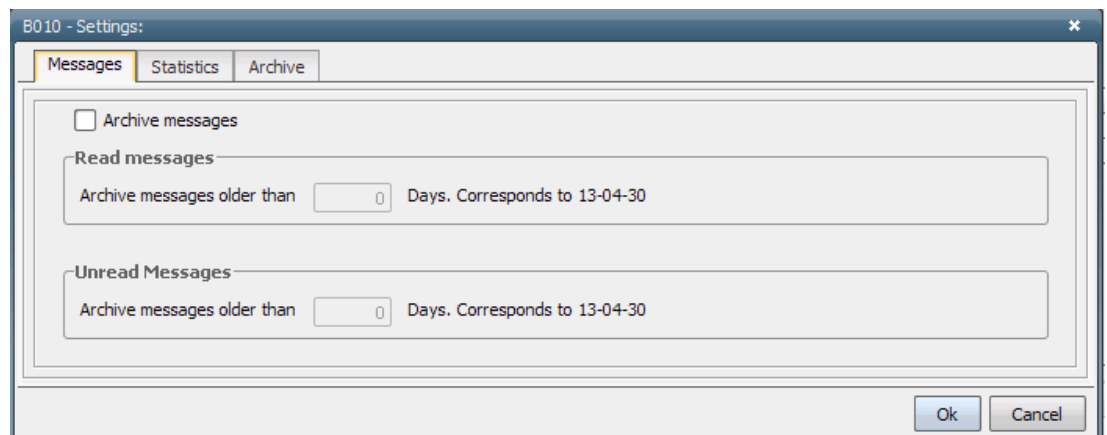 B010 - Settings:
Messages Statistics Archive
Archive messages
Read messages
Archive messages older than 0 Days. Corresponds to 13-04-30
Unread Messages
Archive messages older than 0 Days. Corresponds to 13-04-30
Ok Cancel